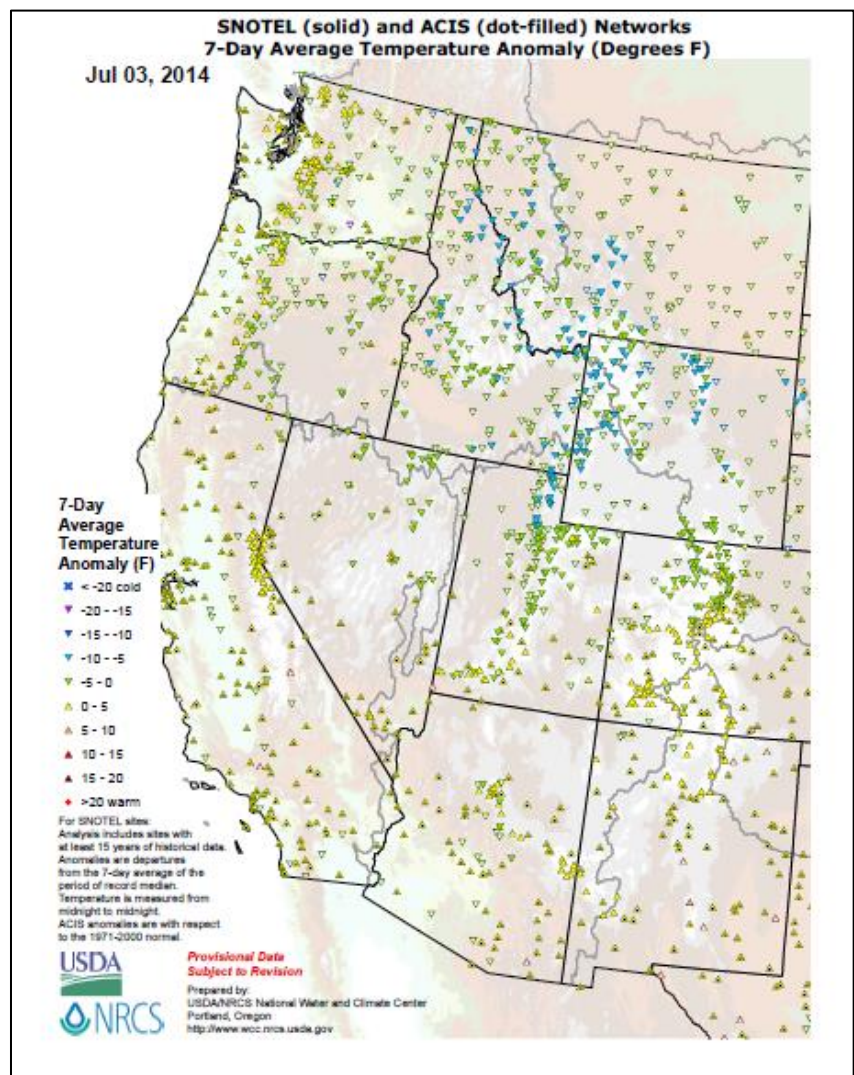 SNOTEL (solid) and ACIS (dot-filled) Networks
7-Day Average Temperature Anomaly (Degrees F)
Jul 03, 2014
7-Day
Average
Temperature
Anomaly (F)
< -20 cold
-20 - -15
-15 - -10
-10 - -5
-5 - 0
0 - 5
5 - 10
10 - 15
15 - 20
>20 warm
For SNOTEL sites:
Analysis includes sites with
at least 15 years of historical data.
Anomalies are departures
from the 7-day average of the
period of record median.
Temperature is measured from
midnight to midnight.
ACIS anomalies are with respect
to the 1971-2000 normal.
USDA
NRCS
Provisional Data
Subject to Revision
Prepared by:
USDA/NRCS National Water and Climate Center
Portland, Oregon
http://www.wcc.nrcs.usda.gov